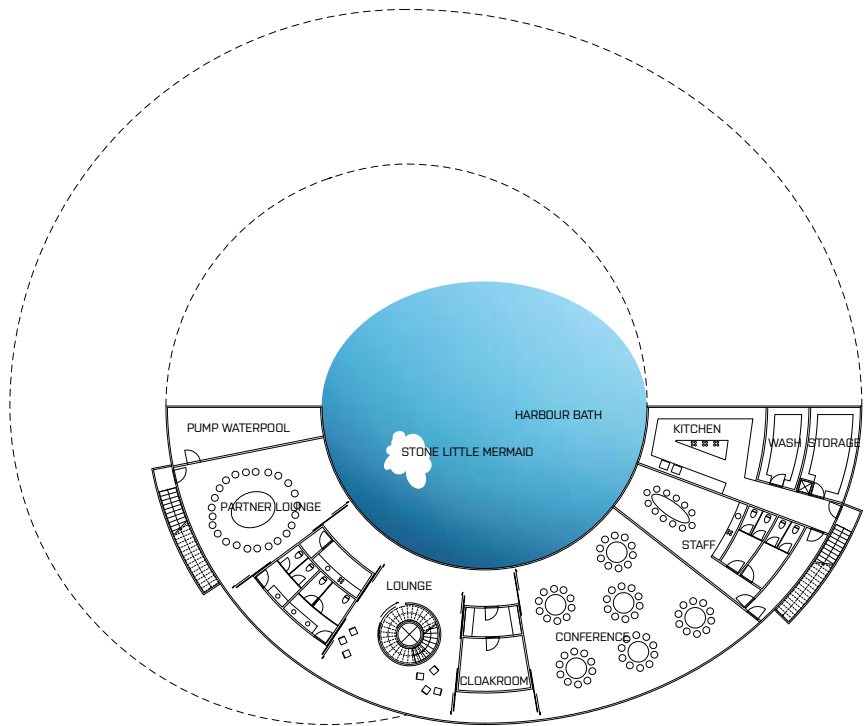 HARBOUR BATH
PUMP WATERPOOL
KITCHEN
WASH
STORAGE
STONE LITTLE MERMAID
PARTNER LOUNGE
STAFF
LOUNGE
CONFERENCE
CLOAKROOM